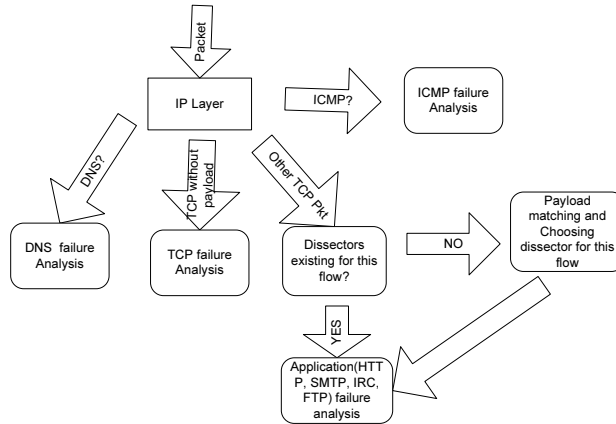 Packet
IP Layer
ICMP?
ICMP failure
Analysis
DNS?
TCP without
payload
Other TCP Pkt
DNS failure
Analysis
TCP failure
Analysis
Dissectors
existing for this
flow?
NO
Payload
matching and
Choosing
dissector for this
flow
YES
Application(HTT
P, SMTP, IRC,
FTP) failure
analysis